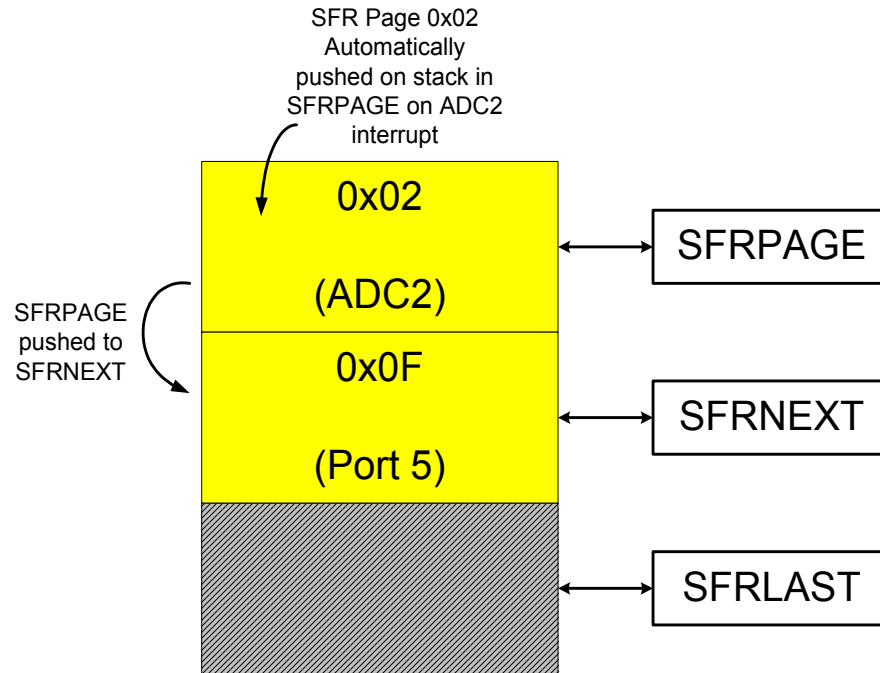 SFR Page 0x02
Automatically
pushed on stack in
SFRPAGE on ADC2
interrupt
0x02
(ADC2)
SFRPAGE
SFRPAGE
pushed to
SFRNEXT
0x0F
(Port 5)
SFRNEXT
SFRLAST